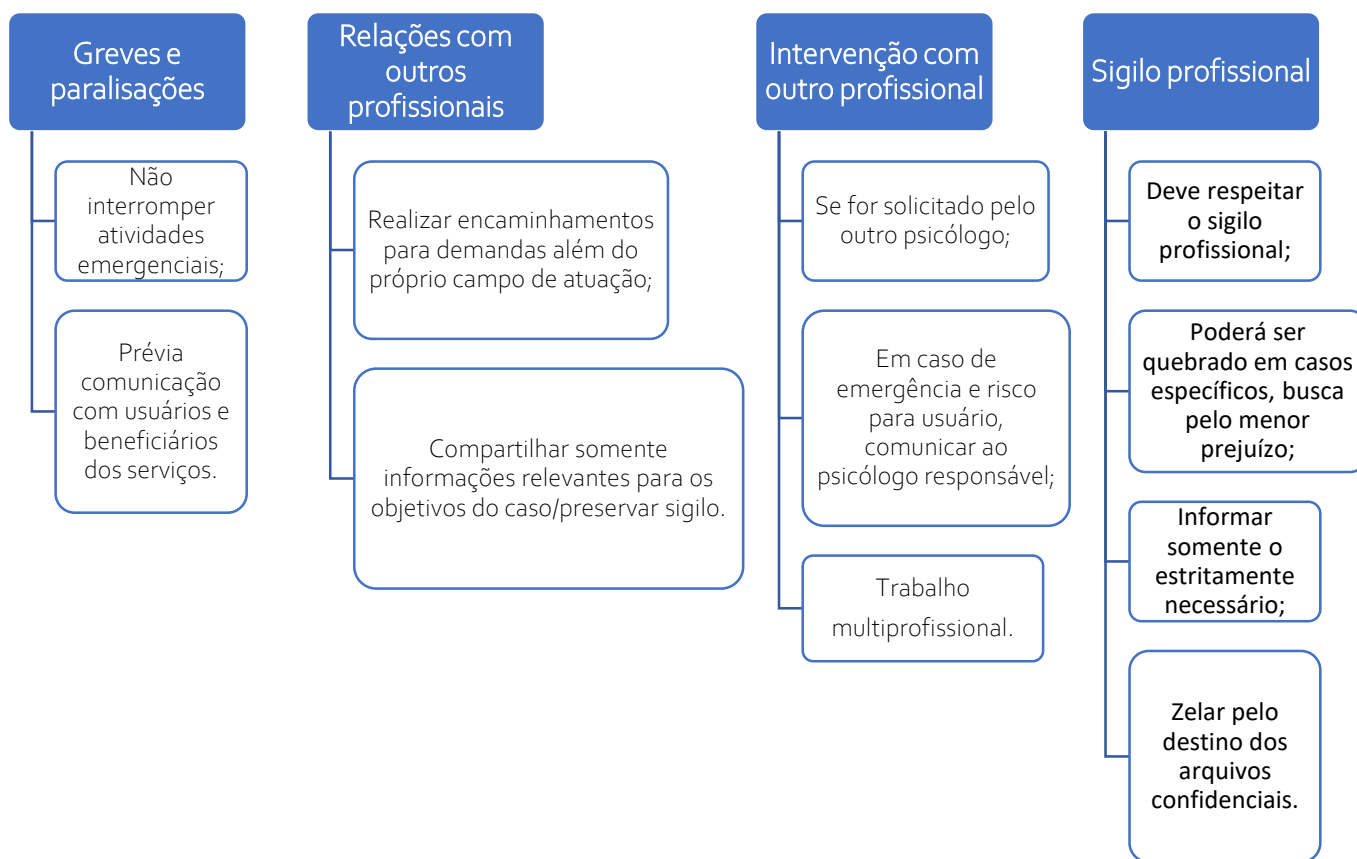 Greves e
paralisações
Não
interromper
atividades
emergenciais;
Prévia
comunicação
com usuários e
beneficiários
dos serviços.
Relações com
outros
profissionais
Realizar encaminhamentos
para demandas além do
próprio campo de atuação;
Compartilhar somente
informações relevantes para os
objetivos do caso/preservar sigilo.
Intervenção com
outro profissional
Se for solicitado pelo
outro psicólogo;
Em caso de
emergência e risco
para usuário,
comunicar ao
psicólogo responsável;
Trabalho
multiprofissional.
Sigilo profissional
Deve respeitar
o sigilo
profissional;
Poderá ser
quebrado em casos
específicos, busca
pelo menor
prejuízo;
Informar
somente o
estritamente
necessário;
Zelar pelo
destino dos
arquivos
confidenciais.